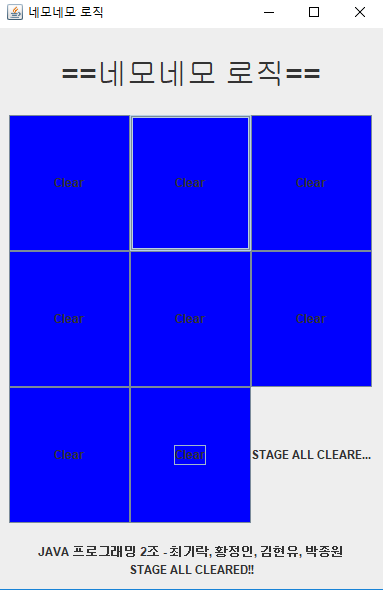 네모네모 로직
==네모네모 로직==
Clear Clear Clear
Clear Clear Clear
Clear Clear STAGE ALL CLEARE...
JAVA 프로그래밍 2조 - 최기락, 황정인, 김현유, 박종원
STAGE ALL CLEARED!!